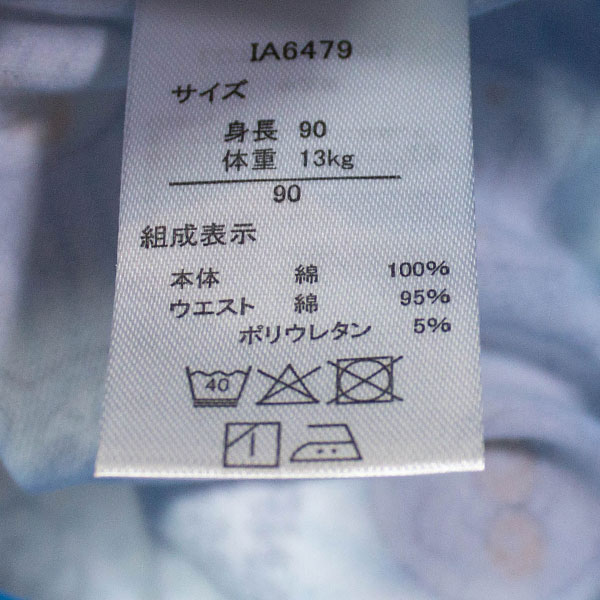 IA6479
サイズ
身長 90
体重 13kg
90
組成表示
本体 綿 100%
ウエスト 綿 95%
ポリウレタン 5%
40